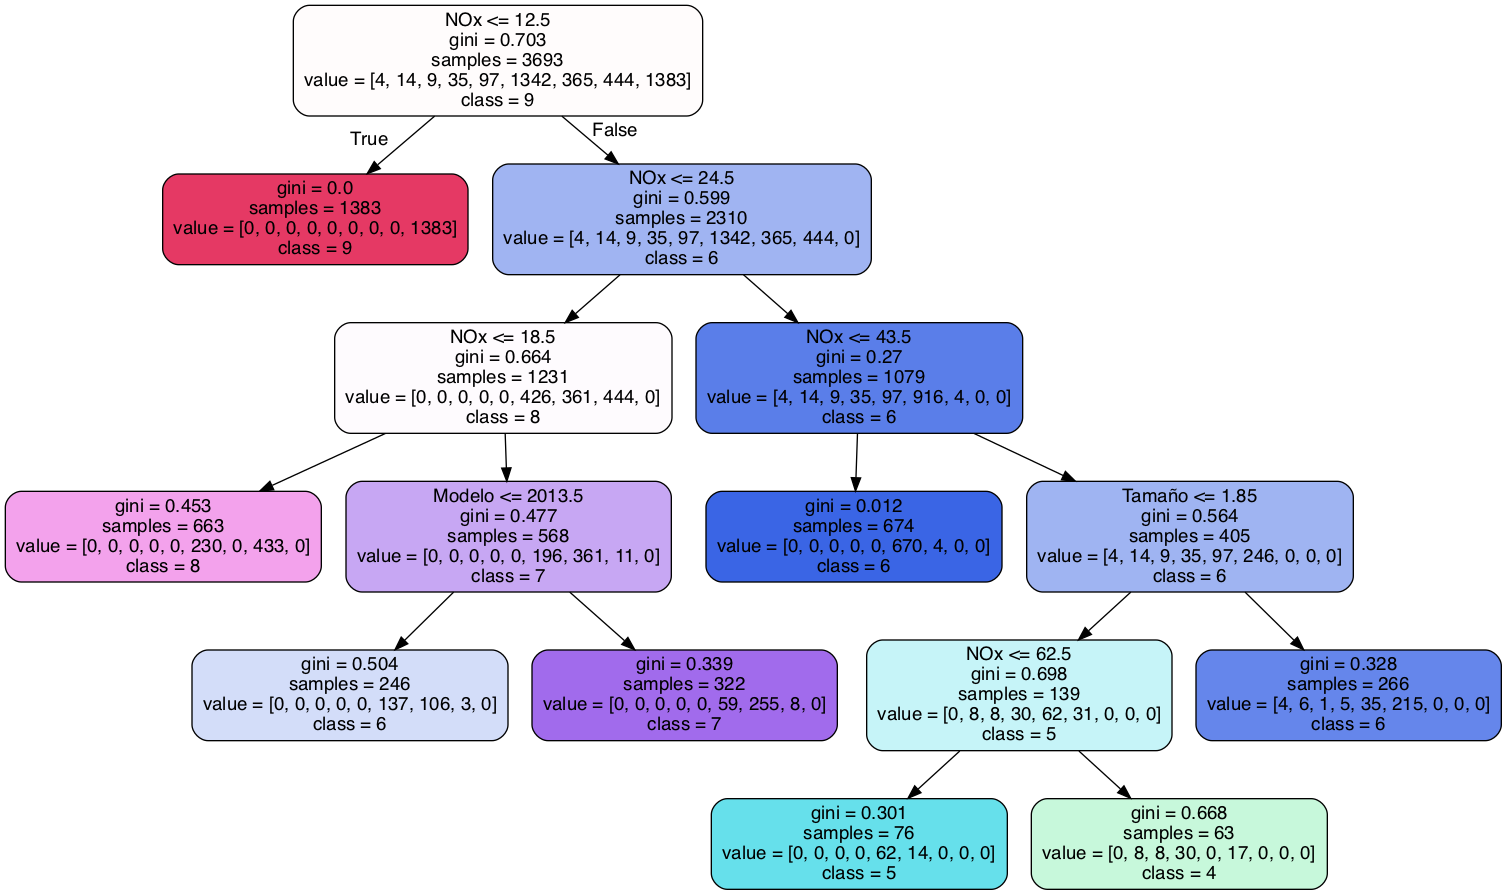 NOx <= 12.5
gini = 0.703
samples = 3693
value = [4, 14, 9, 35, 97, 1342, 365, 444, 1383]
class = 9
True
False
gini = 0.0
samples = 1383
value = [0, 0, 0, 0, 0, 0, 0, 0, 1383]
class = 9
NOx <= 24.5
gini = 0.599
samples = 2310
value = [4, 14, 9, 35, 97, 1342, 365, 444, 0]
class = 6
NOx <= 18.5
gini = 0.664
samples = 1231
value = [0, 0, 0, 0, 0, 426, 361, 444, 0]
class = 8
NOx <= 43.5
gini = 0.27
samples = 1079
value = [4, 14, 9, 35, 97, 916, 4, 0, 0]
class = 6
gini = 0.453
samples = 663
value = [0, 0, 0, 0, 0, 230, 0, 433, 0]
class = 8
Modelo <= 2013.5
gini = 0.477
samples = 568
value = [0, 0, 0, 0, 0, 196, 361, 11, 0]
class = 7
gini = 0.012
samples = 674
value = [0, 0, 0, 0, 0, 670, 4, 0, 0]
class = 6
Tamaño <= 1.85
gini = 0.564
samples = 405
value = [4, 14, 9, 35, 97, 246, 0, 0, 0]
class = 6
gini = 0.504
samples = 246
value = [0, 0, 0, 0, 0, 137, 106, 3, 0]
class = 6
gini = 0.339
samples = 322
value = [0, 0, 0, 0, 0, 59, 255, 8, 0]
class = 7
NOx <= 62.5
gini = 0.698
samples = 139
value = [0, 8, 8, 30, 62, 31, 0, 0, 0]
class = 5
gini = 0.328
samples = 266
value = [4, 6, 1, 5, 35, 215, 0, 0, 0]
class = 6
gini = 0.301
samples = 76
value = [0, 0, 0, 0, 62, 14, 0, 0, 0]
class = 5
gini = 0.668
samples = 63
value = [0, 8, 8, 30, 0, 17, 0, 0, 0]
class = 4